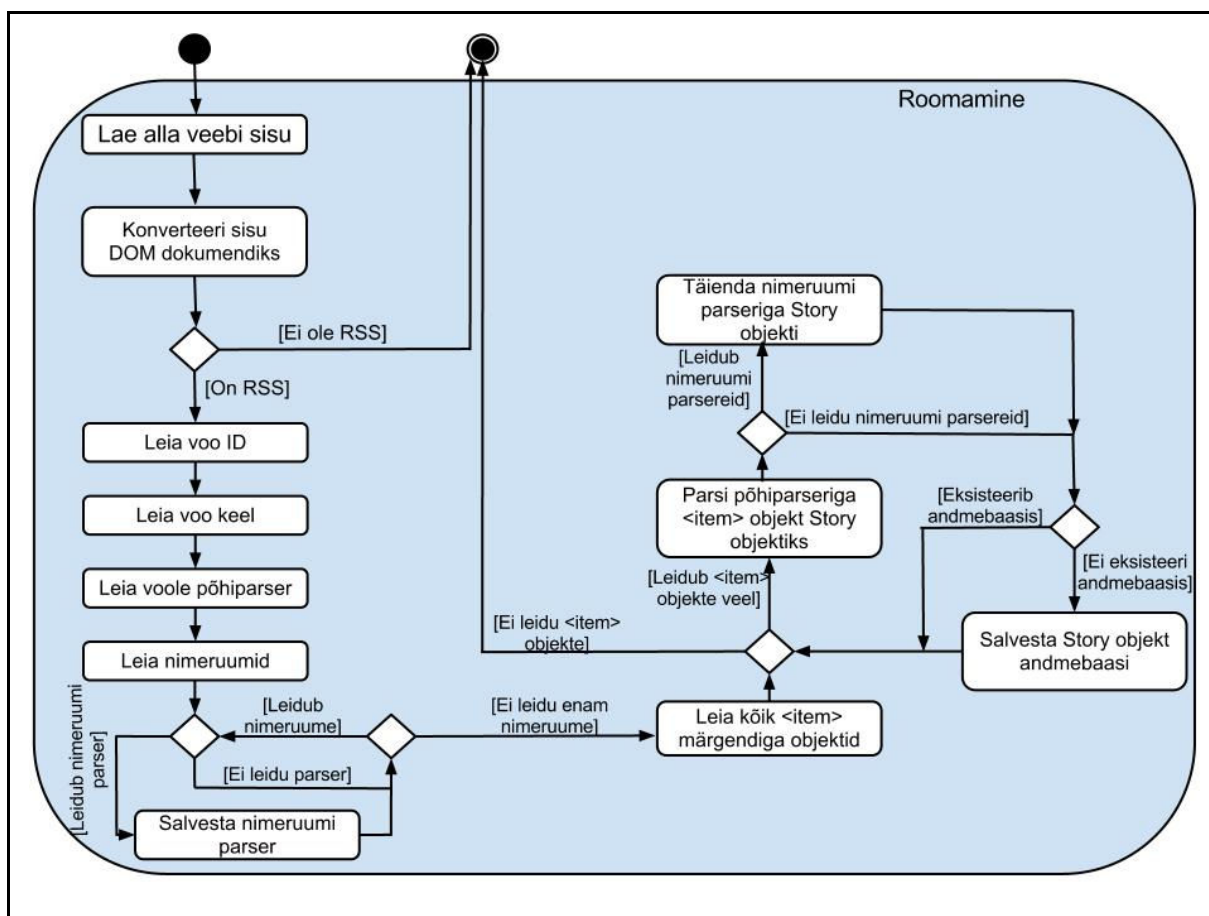 Roomamine
Lae alla veebi sisu
Konverteeri sisu
DOM dokumendiks
[Ei ole RSS]
[On RSS]
Leia voo ID
Leia voo keel
Leia voole põhiparser
Leia nimeruumid
[Leidub nimeruumi
parser]
[Leidub
nimeruume]
[Ei leidu parser]
Salvesta nimeruumi
parser
[Ei leidu enam
nimeruume]
Leia kõik <item>
märgendiga objektid
[Ei leidu <item>
objekte]
[Leidub <item>
objekte veel]
Parsi põhiparseriga
<item> objekt Story
objektiks
[Leidub
nimeruumi
parsereid]
[Ei leidu nimeruumi parsereid]
Täienda nimeruumi
parseriga Story
objekti
[Eksisteerib
andmebaasis]
[Ei eksisteeri
andmebaasis]
Salvesta Story objekt
andmebaasi